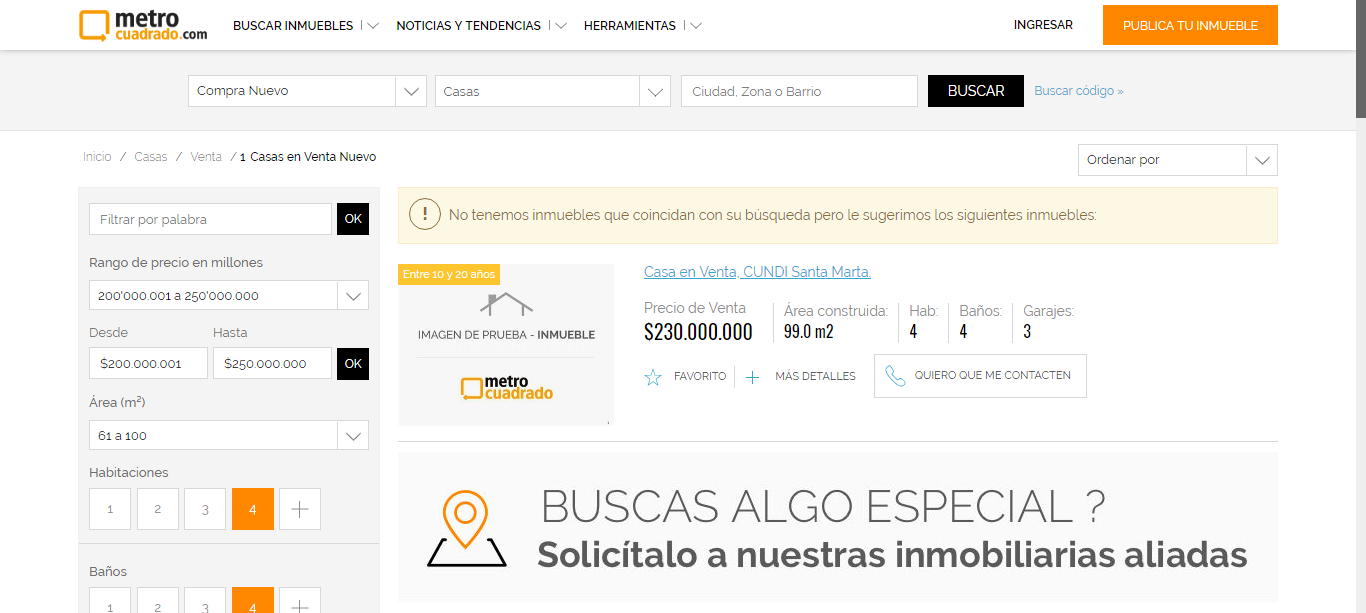 metro
cuadrado.com
BUSCAR INMUEBLES
NOTICIAS Y TENDENCIAS
HERRAMIENTAS
INGRESAR
PUBLICA TU INMUEBLE
Compra Nuevo
Casas
Ciudad, Zona o Barrio
BUSCAR
Buscar código »
Inicio / Casas / Venta / 1 Casas en Venta Nuevo
Ordenar por
Filtrar por palabra
OK
Rango de precio en millones
200'000.001 a 250'000.000
Desde
Hasta
$200.000.001
$250.000.000
OK
Área (m²)
61 a 100
Habitaciones
1
2
3
4
+
Baños
1
2
3
4
+
! No tenemos inmuebles que coincidan con su búsqueda pero le sugerimos los siguientes inmuebles:
Entre 10 y 20 años
IMAGEN DE PRUEBA - INMUEBLE
metro
cuadrado
Casa en Venta, CUNDI Santa Marta.
Precio de Venta
$230.000.000
Área construida:
99.0 m2
Hab:
4
Baños:
4
Garajes:
3
FAVORITO
+ MÁS DETALLES
QUIERO QUE ME CONTACTEN
BUSCAS ALGO ESPECIAL ?
Solicítalo a nuestras inmobiliarias aliadas